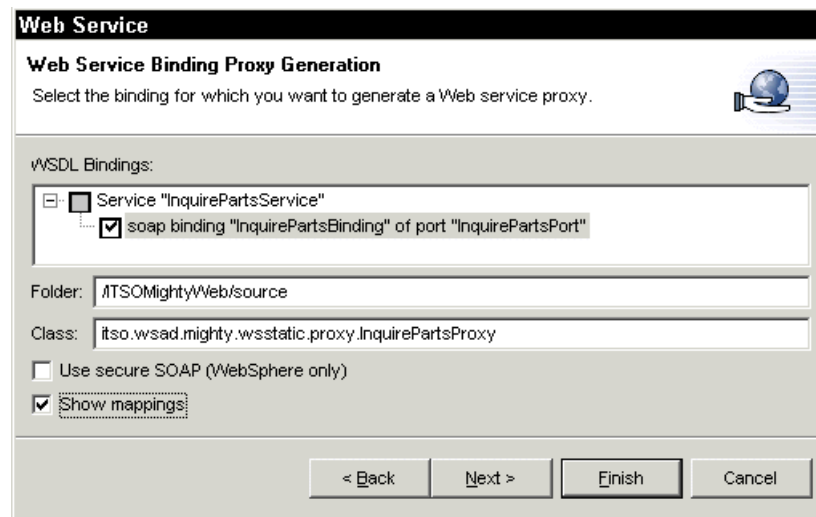 Web Service
Web Service Binding Proxy Generation
Select the binding for which you want to generate a Web service proxy.
WSDL Bindings:
Service "InquirePartsService"
soap binding "InquirePartsBinding" of port "InquirePartsPort"
Folder: /ITSOMightyWeb/source
Class: itso.wsad.mighty.wsstatic.proxy.InquirePartsProxy
Use secure SOAP (WebSphere only)
Show mappings
< Back Next > Finish Cancel